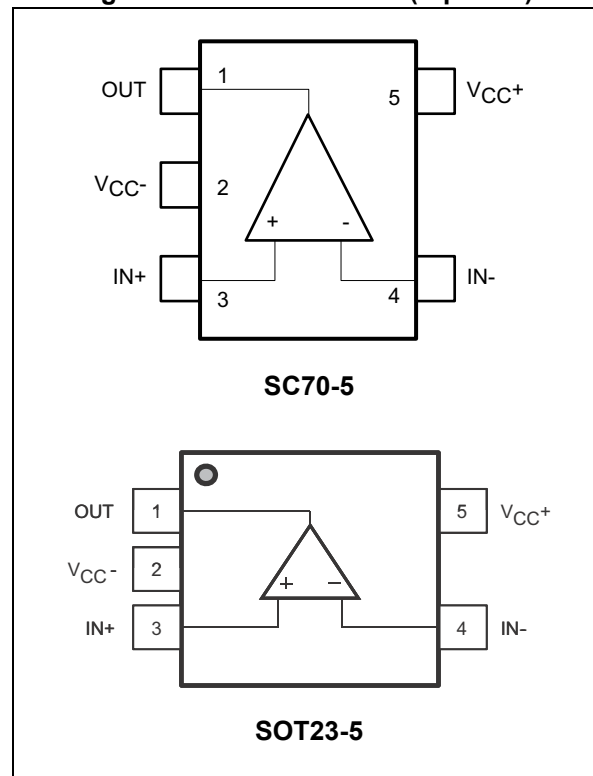 OUT
1
5
VCC+
VCC-
2
+ -
IN+
3
4
IN-
SC70-5
OUT
1
5
VCC+
VCC-
2
+ −
IN+
3
4
IN-
SOT23-5